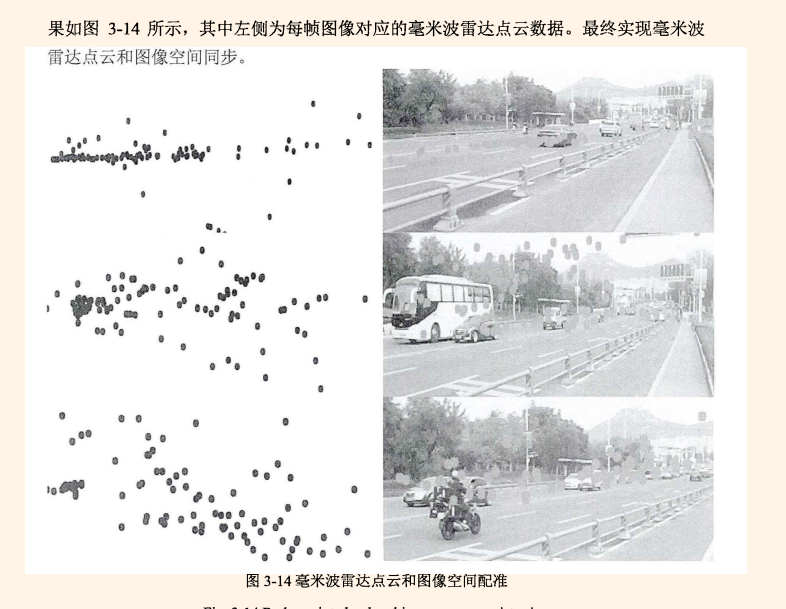 果如图 3-14 所示，其中左侧为每帧图像对应的毫米波雷达点云数据。最终实现毫米波
雷达点云和图像空间同步。
图 3-14 毫米波雷达点云和图像空间配准